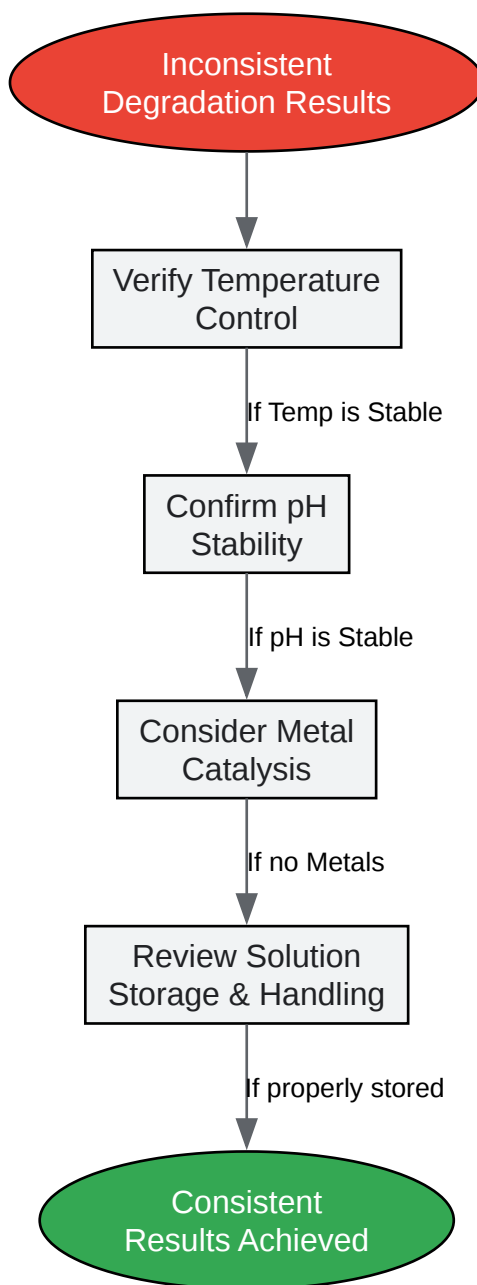 Inconsistent
Degradation Results
Verify Temperature
Control
If Temp is Stable
Confirm pH
Stability
If pH is Stable
Consider Metal
Catalysis
If no Metals
Review Solution
Storage & Handling
If properly stored
Consistent
Results Achieved